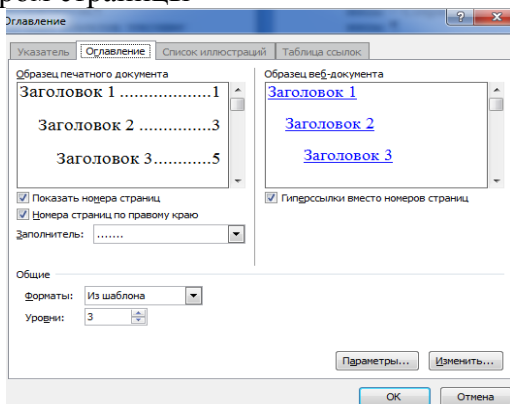 ром страницы
Оглавление
Указатель Оглавление Список иллюстраций Таблица ссылок
Образец печатного документа
Заголовок 1 ................1
Заголовок 2 .............3
Заголовок 3............5
Образец веб-документа
Заголовок 1
Заголовок 2
Заголовок 3
Показать номера страниц
Номера страниц по правому краю
Заполнитель: .......
Гиперссылки вместо номеров страниц
Общие
Форматы: Из шаблона
Уровни: 3
Параметры... Изменить...
ОК Отмена